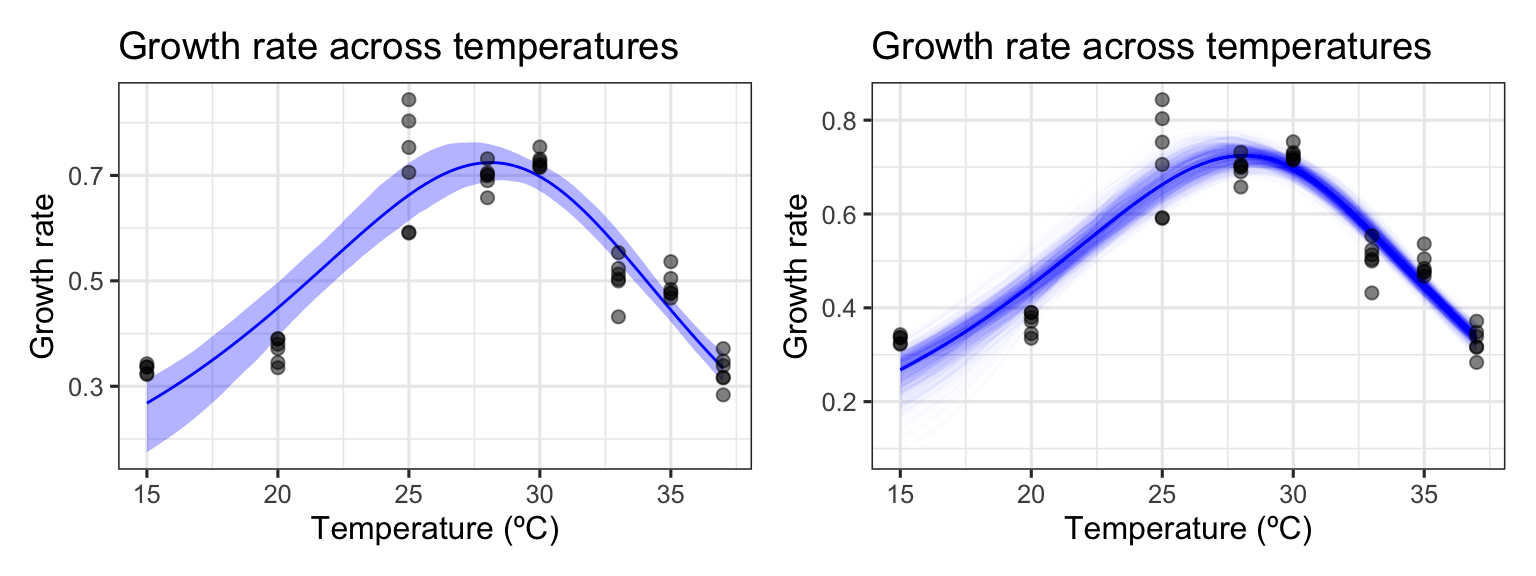 Growth rate across temperatures
Growth rate
0.7
0.5
0.3
15 20 25 30 35
Temperature (ºC)
Growth rate across temperatures
Growth rate
0.8
0.6
0.4
0.2
15 20 25 30 35
Temperature (ºC)